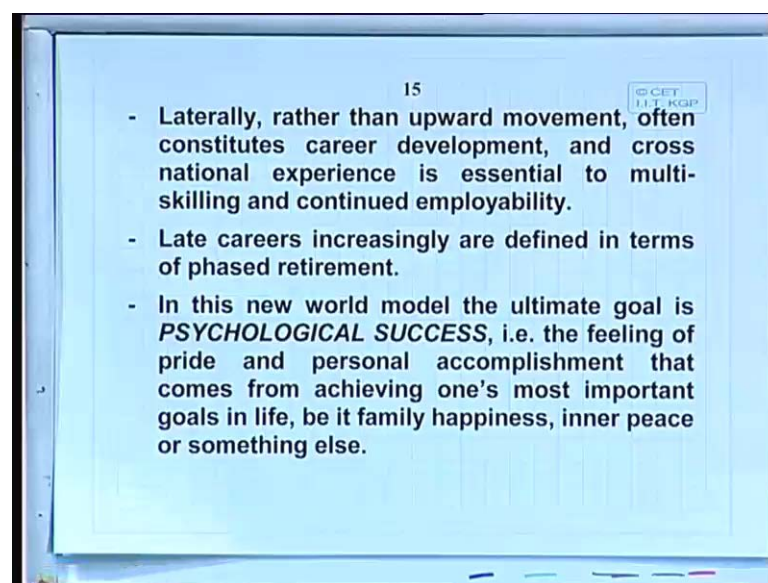 15
© CET
I.I.T. KGP
- Laterally, rather than upward movement, often
constitutes career development, and cross
national experience is essential to multi-
skilling and continued employability.
- Late careers increasingly are defined in terms
of phased retirement.
- In this new world model the ultimate goal is
PSYCHOLOGICAL SUCCESS, i.e. the feeling of
pride and personal accomplishment that
comes from achieving one's most important
goals in life, be it family happiness, inner peace
or something else.